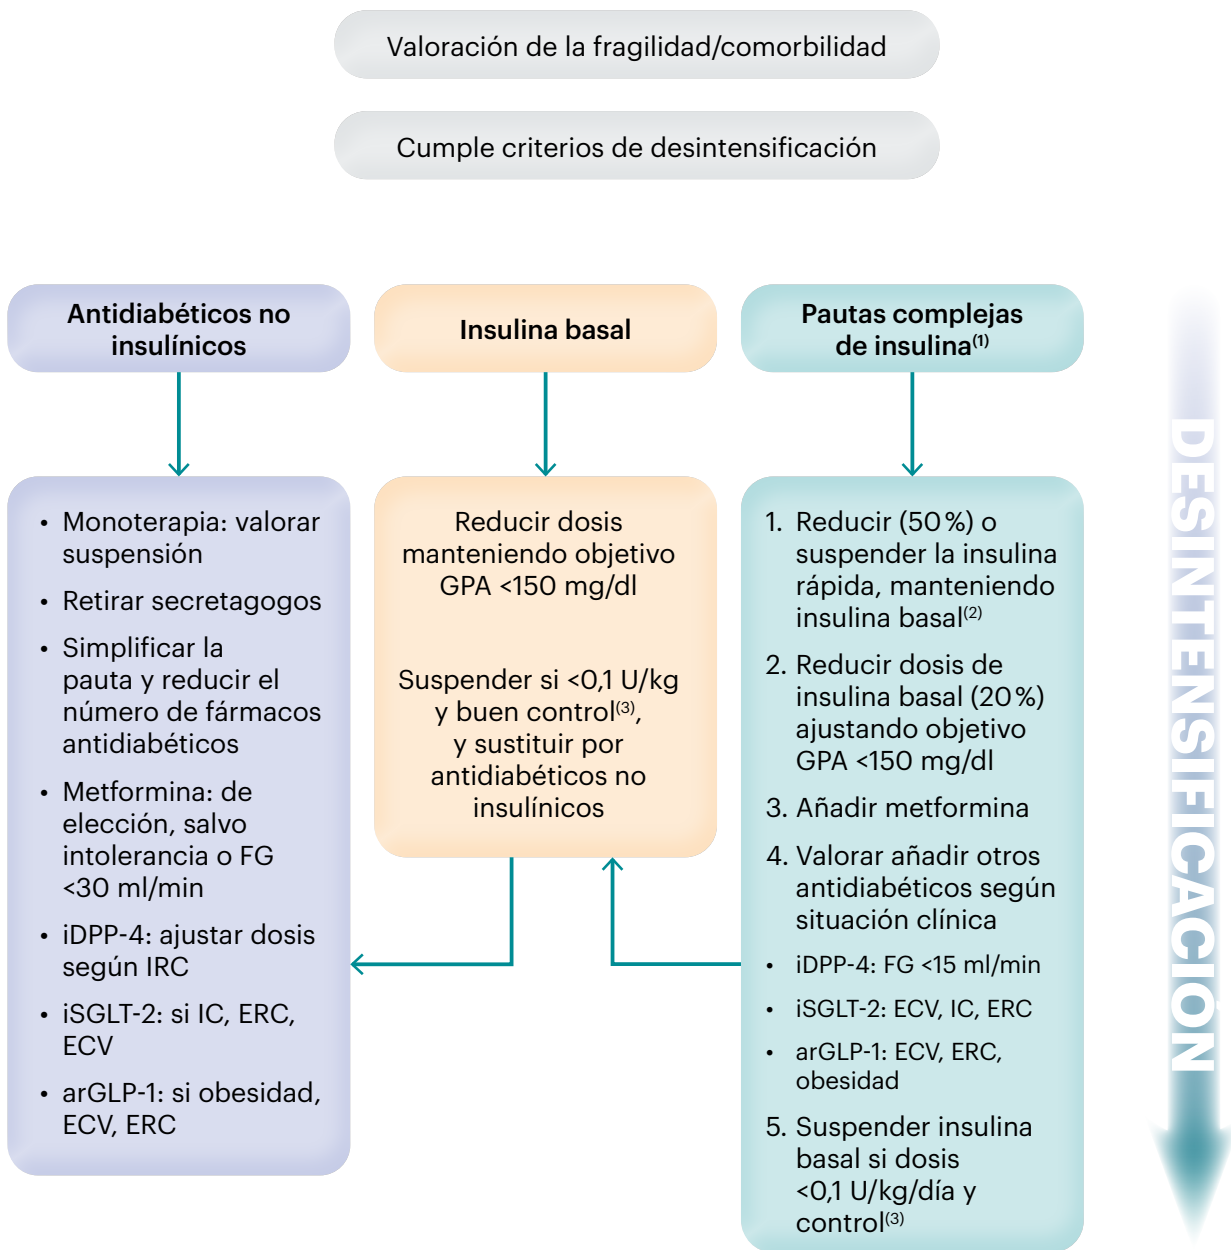 Valoración de la fragilidad/comorbilidad
Cumple criterios de desintensificación
Antidiabéticos no
insulínicos
• Monoterapia: valorar
suspensión
• Retirar secretagogos
• Simplificar la
pauta y reducir el
número de fármacos
antidiabéticos
• Metformina: de
elección, salvo
intolerancia o FG
<30 ml/min
• iDPP-4: ajustar dosis
según IRC
• iSGLT-2: si IC, ERC,
ECV
• arGLP-1: si obesidad,
ECV, ERC
Insulina basal
Reducir dosis
manteniendo objetivo
GPA <150 mg/dl
Suspender si <0,1 U/kg
y buen control(3),
y sustituir por
antidiabéticos no
insulínicos
Pautas complejas
de insulina(1)
1. Reducir (50 %) o
suspender la insulina
rápida, manteniendo
insulina basal(2)
2. Reducir dosis de
insulina basal (20 %)
ajustando objetivo
GPA <150 mg/dl
3. Añadir metformina
4. Valorar añadir otros
antidiabéticos según
situación clínica
• iDPP-4: FG <15 ml/min
• iSGLT-2: ECV, IC, ERC
• arGLP-1: ECV, ERC,
obesidad
5. Suspender insulina
basal si dosis
<0,1 U/kg/día y
control(3)
DESINTENSIFICACIÓN